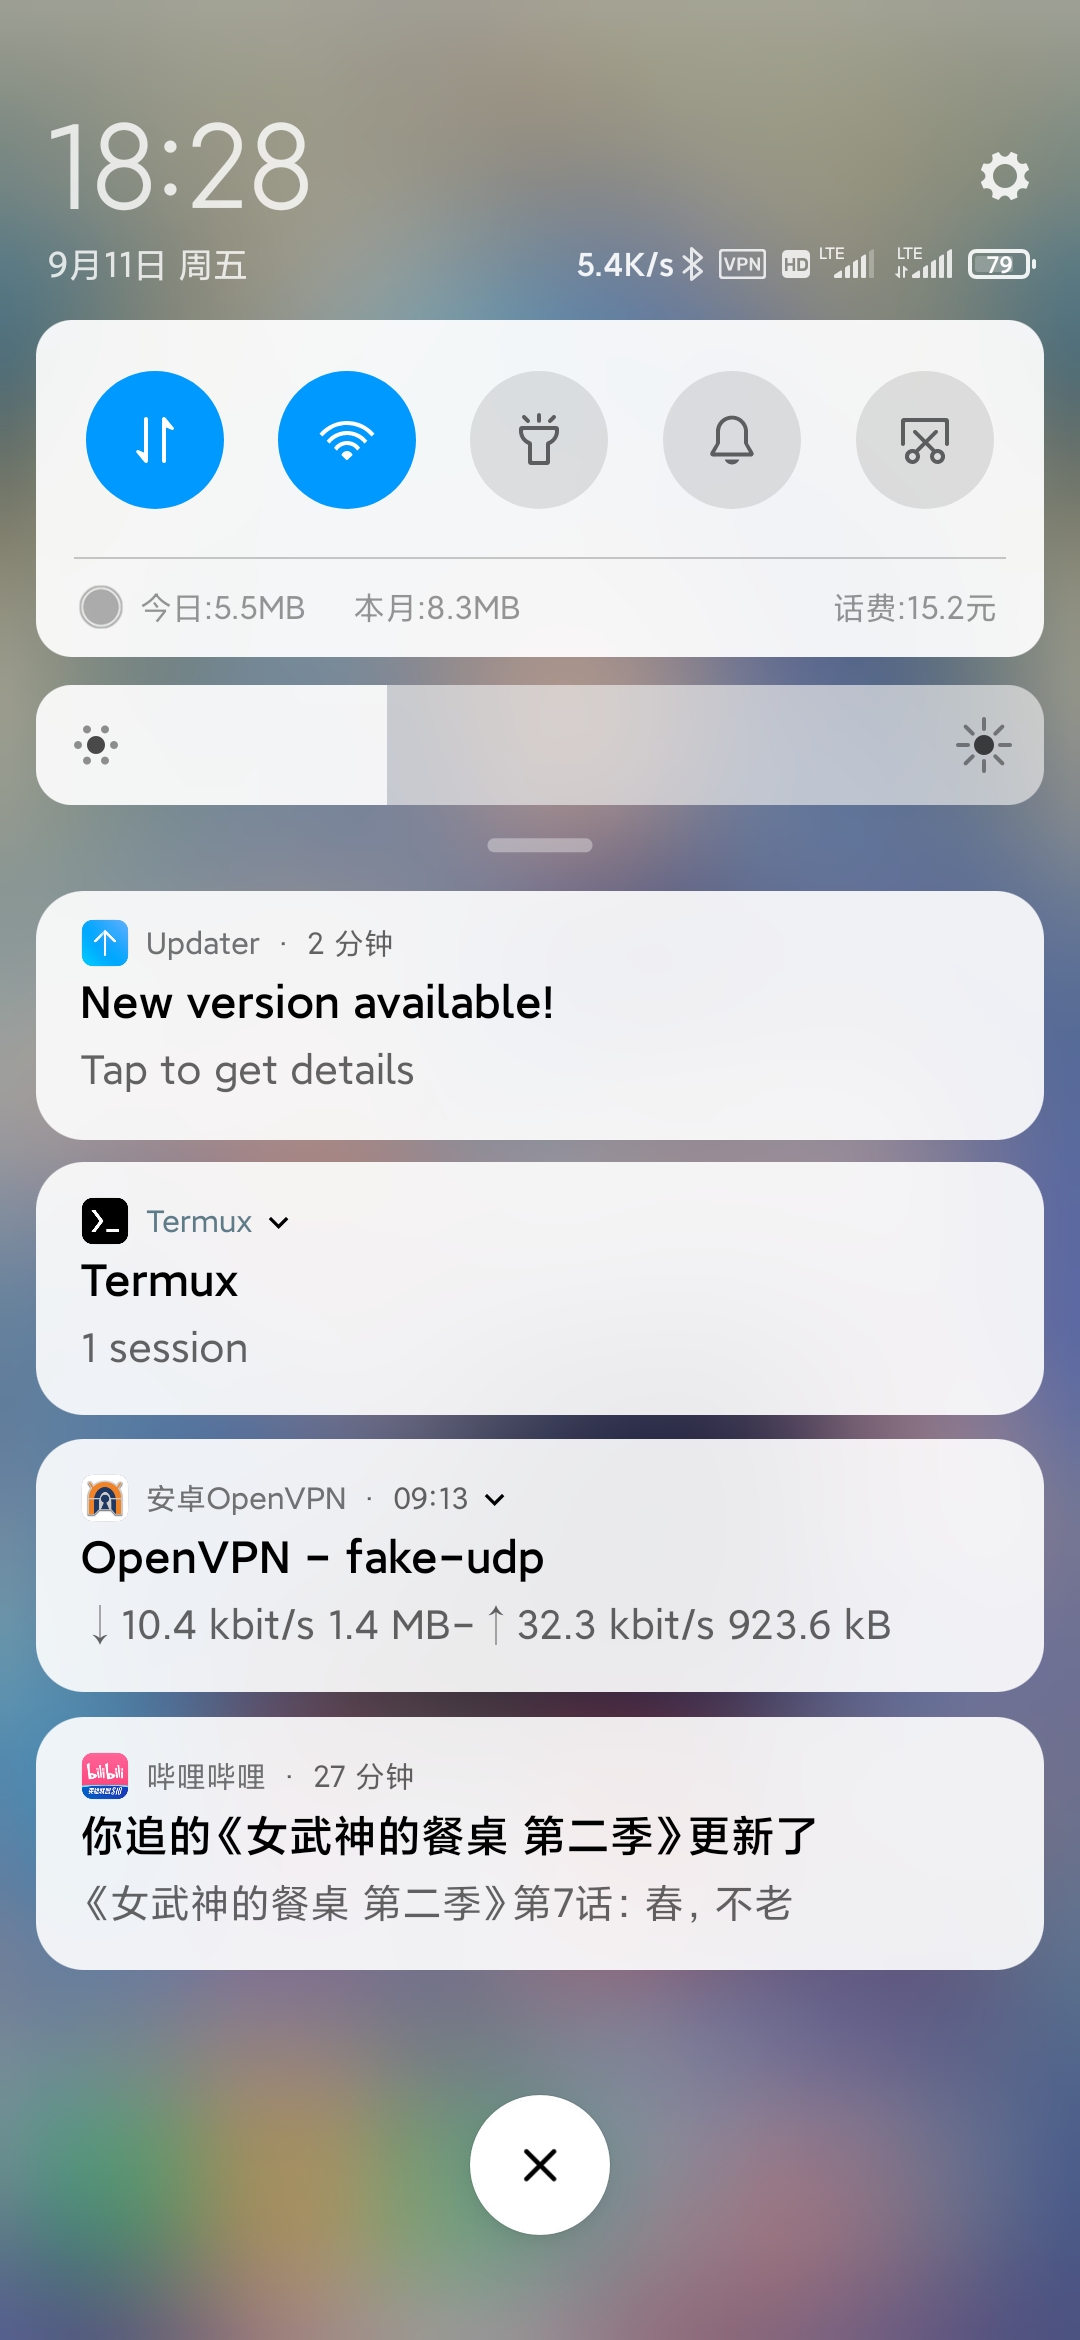 18:28
9月11日 周五
5.4K/s VPN HD LTE LTE 79
今日:5.5MB 本月:8.3MB 话费:15.2元
Updater · 2 分钟
New version available!
Tap to get details
Termux
Termux
1 session
安卓OpenVPN · 09:13
OpenVPN - fake-udp
↓10.4 kbit/s 1.4 MB- ↑32.3 kbit/s 923.6 kB
bilibili
哔哩哔哩 · 27 分钟
你追的《女武神的餐桌 第二季》更新了
《女武神的餐桌 第二季》第7话：春，不老